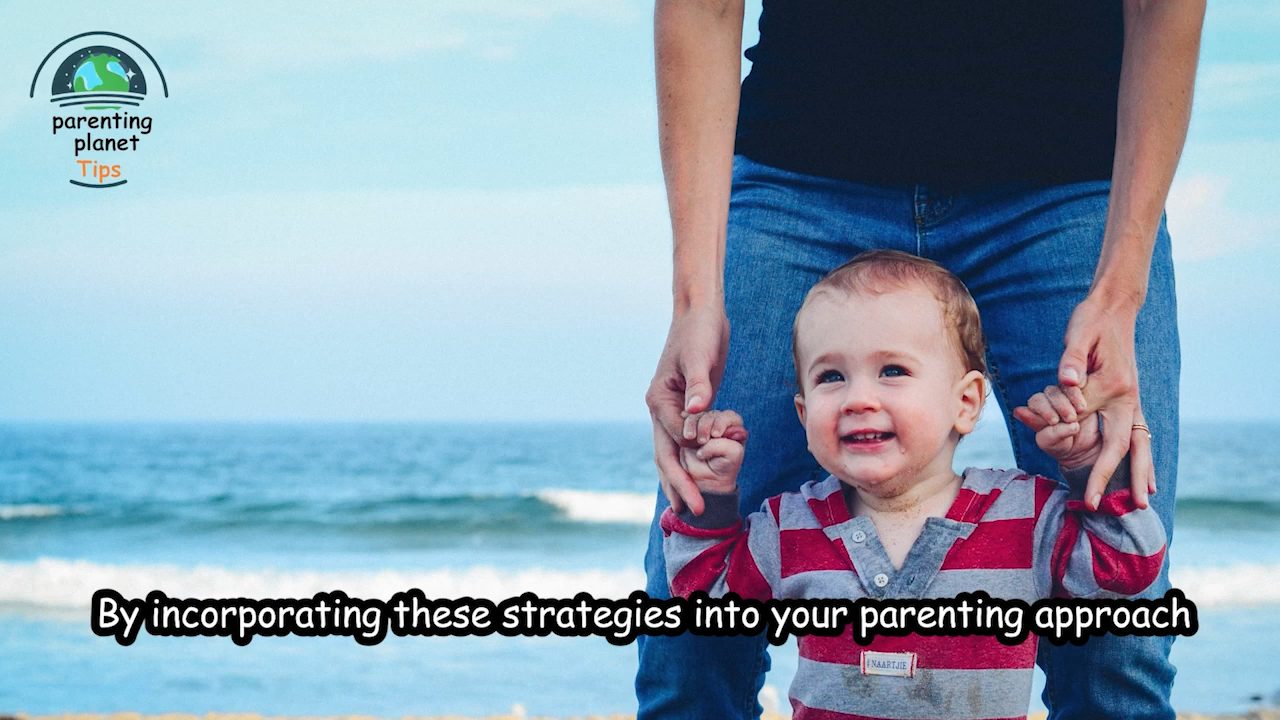 parenting
planet
Tips
By incorporating these strategies into your parenting approach
NAARTJIE